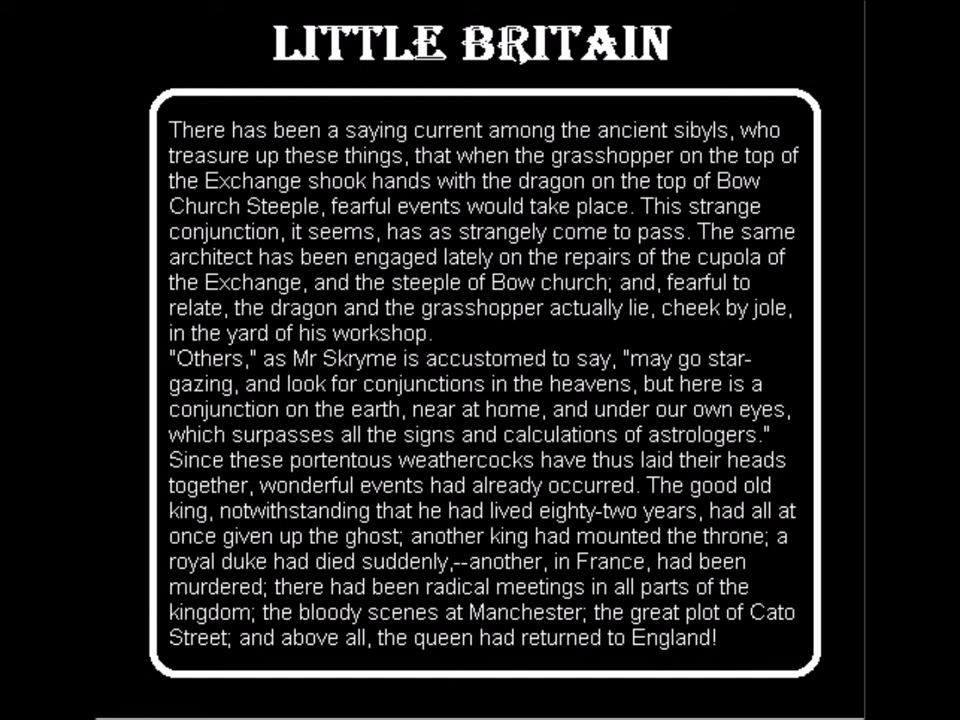 LITTLE BRITAIN
There has been a saying current among the ancient sibyls, who
treasure up these things, that when the grasshopper on the top of
the Exchange shook hands with the dragon on the top of Bow
Church Steeple, fearful events would take place. This strange
conjunction, it seems, has as strangely come to pass. The same
architect has been engaged lately on the repairs of the cupola of
the Exchange, and the steeple of Bow church; and, fearful to
relate, the dragon and the grasshopper actually lie, cheek by jole,
in the yard of his workshop.
"Others," as Mr Skryme is accustomed to say, "may go star-
gazing, and look for conjunctions in the heavens, but here is a
conjunction on the earth, near at home, and under our own eyes,
which surpasses all the signs and calculations of astrologers."
Since these portentous weathercocks have thus laid their heads
together, wonderful events had already occurred. The good old
king, notwithstanding that he had lived eighty-two years, had all at
once given up the ghost; another king had mounted the throne; a
royal duke had died suddenly,--another, in France, had been
murdered; there had been radical meetings in all parts of the
kingdom; the bloody scenes at Manchester; the great plot of Cato
Street; and above all, the queen had returned to England!